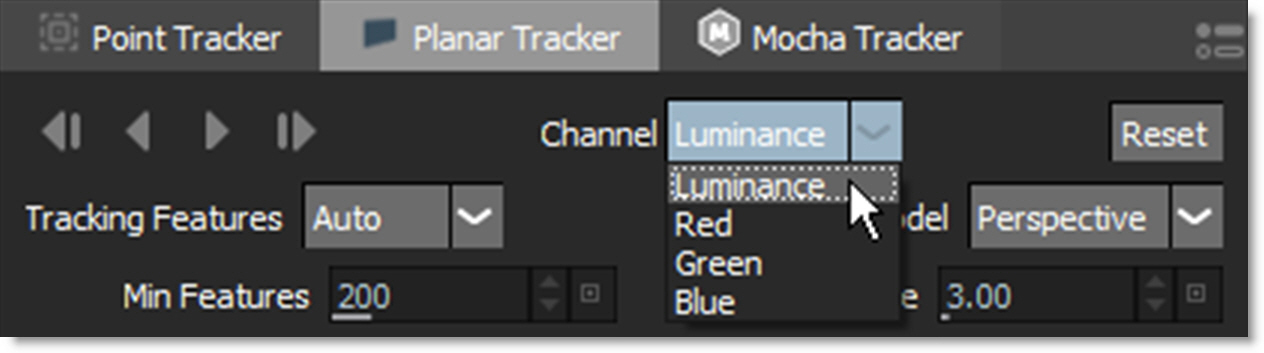 Point Tracker Planar Tracker Mocha Tracker
Channel Luminance Reset
Luminance
Tracking Features Auto Perspective
Red
Green
Min Features 200 3.00
Blue